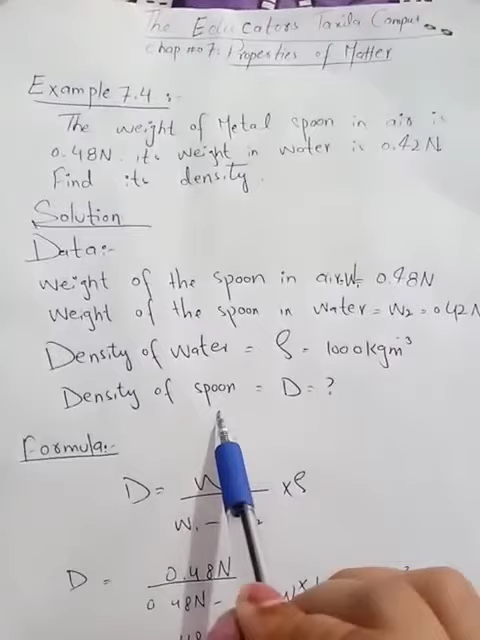 The Educators Taxila Campus
Chap no 7: Properties of Matter
Example 7.4 :-
The weight of Metal spoon in air is
0.48N. it's weight in water is 0.42N.
Find its density.
Solution
Data:-
weight of the spoon in air = W₁ = 0.48N
weight of the spoon in water = W₂ = 0.42N
Density of water = ρ = 1000kgm⁻³
Density of spoon = D = ?
Formula:-
D = W / W₁ - ₂ × ρ
D = 0.48N
0.48N -